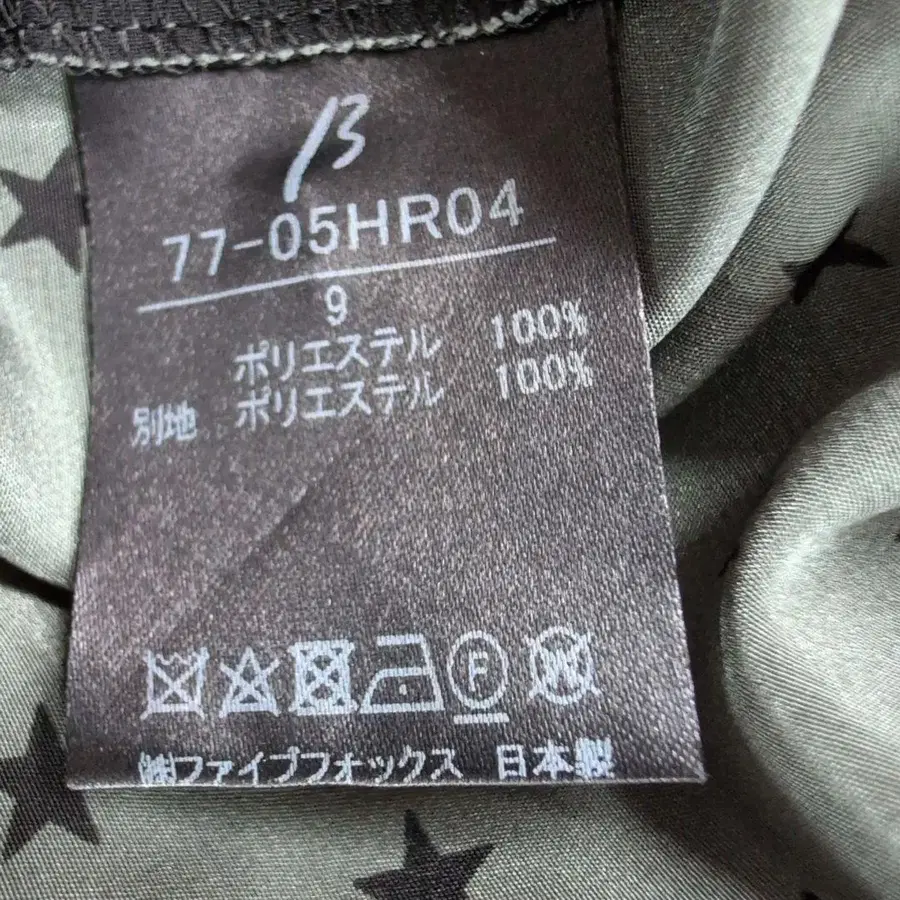 β
77-05HR04
9
ポリエステル 100%
別地 ポリエステル 100%
F
W
㈱ファイブフォックス 日本製